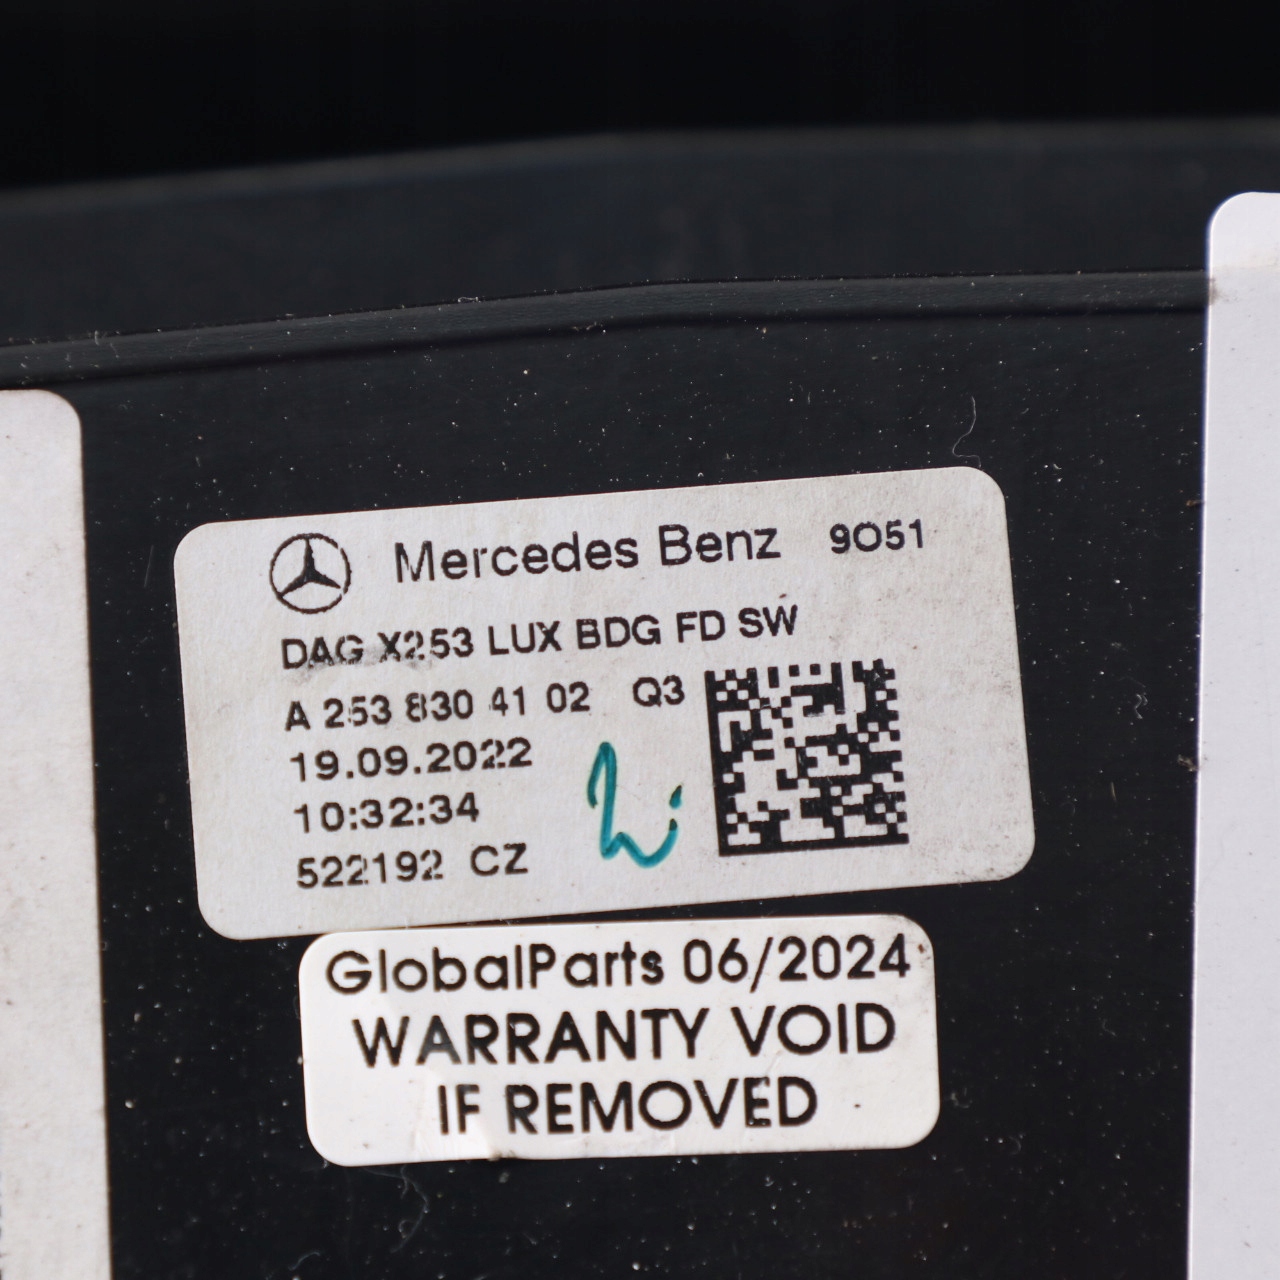 Mercedes Benz 9051
DAG X253 LUX BDG FD SW
A 253 830 41 02 Q3
19.09.2022
10:32:34
522192 CZ
GlobalParts 06/2024
WARRANTY VOID
IF REMOVED